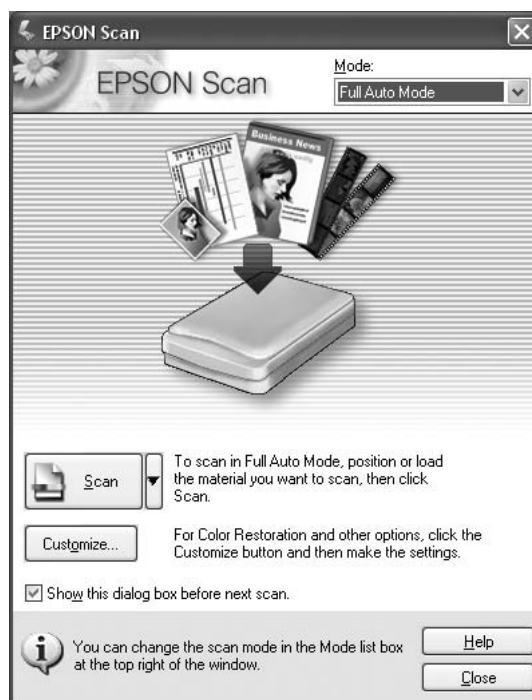 EPSON Scan
EPSON Scan
Mode:
Full Auto Mode
Business News
Scan
To scan in Full Auto Mode, position or load
the material you want to scan, then click
Scan.
Customize...
For Color Restoration and other options, click the
Customize button and then make the settings.
Show this dialog box before next scan.
You can change the scan mode in the Mode list box
at the top right of the window.
Help
Close